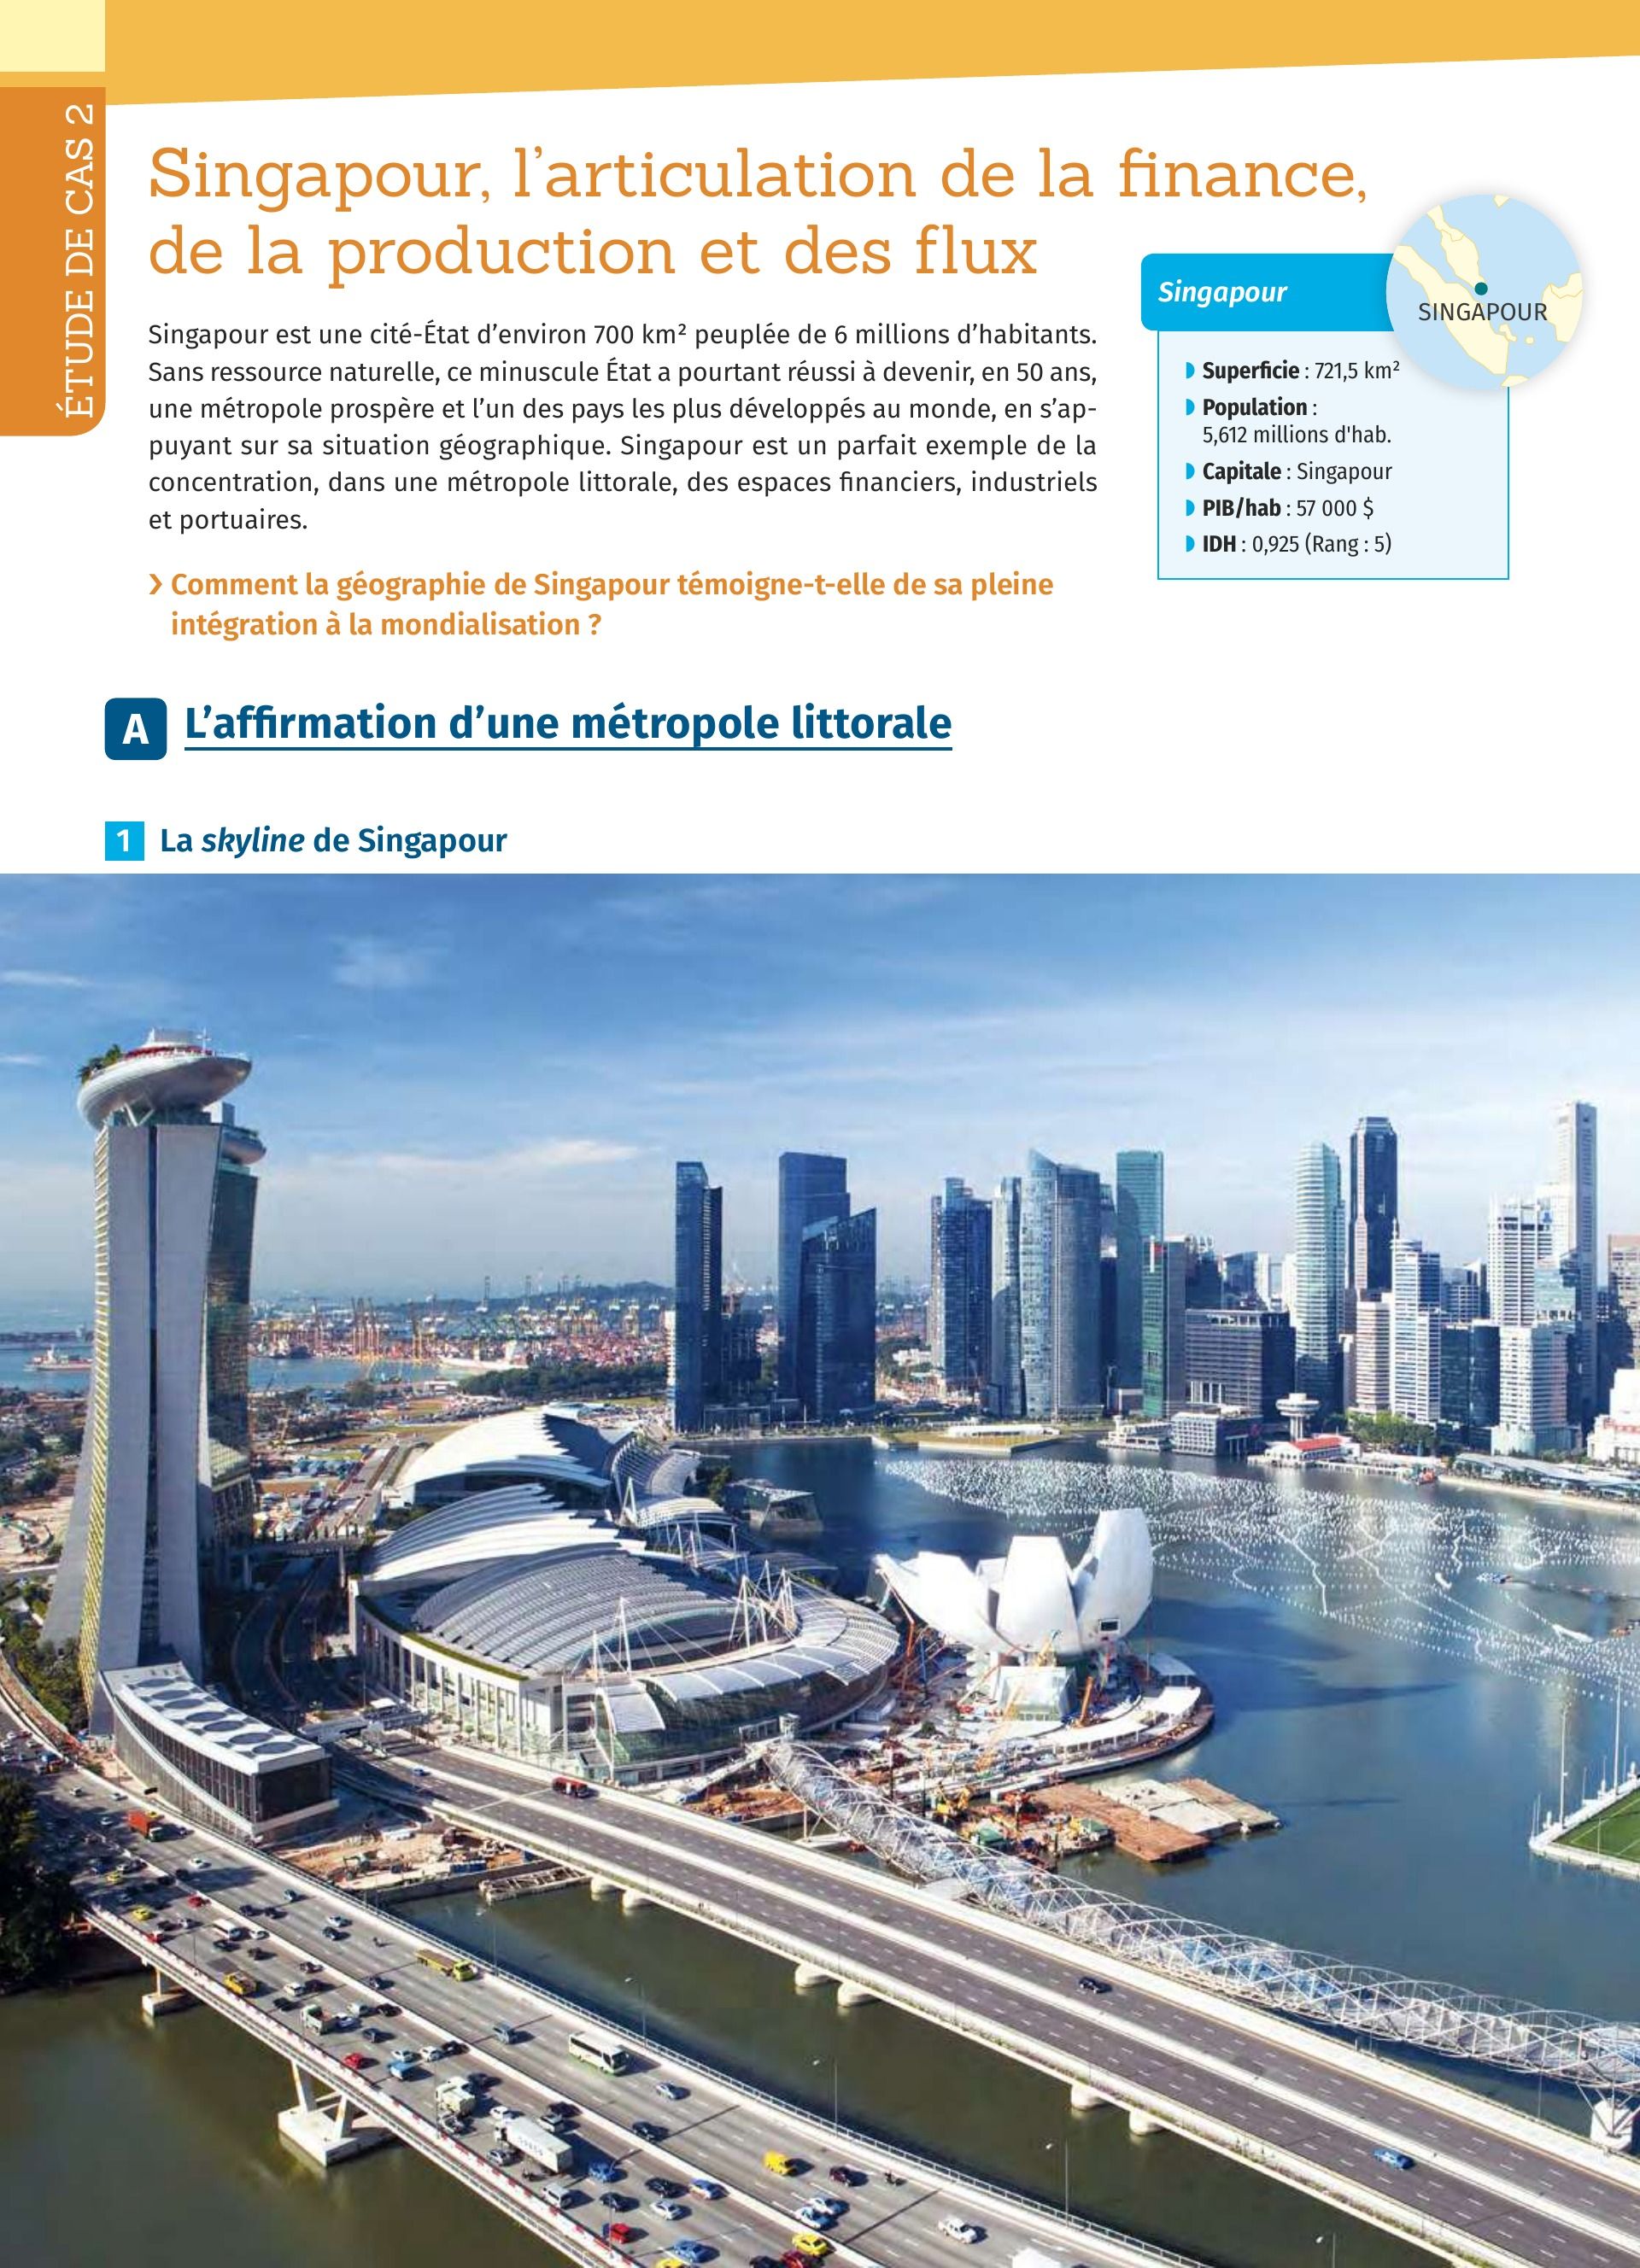 ÉTUDE DE CAS 2
Singapour, l’articulation de la finance,
de la production et des flux
Singapour est une cité-État d’environ 700 km² peuplée de 6 millions d’habitants.
Sans ressource naturelle, ce minuscule État a pourtant réussi à devenir, en 50 ans,
une métropole prospère et l’un des pays les plus développés au monde, en s’ap-
puyant sur sa situation géographique. Singapour est un parfait exemple de la
concentration, dans une métropole littorale, des espaces financiers, industriels
et portuaires.
› Comment la géographie de Singapour témoigne-t-elle de sa pleine
intégration à la mondialisation ?
Singapour
SINGAPOUR
Superficie : 721,5 km²
Population :
5,612 millions d'hab.
Capitale : Singapour
PIB/hab : 57 000 $
IDH : 0,925 (Rang : 5)
A L’affirmation d’une métropole littorale
1 La skyline de Singapour